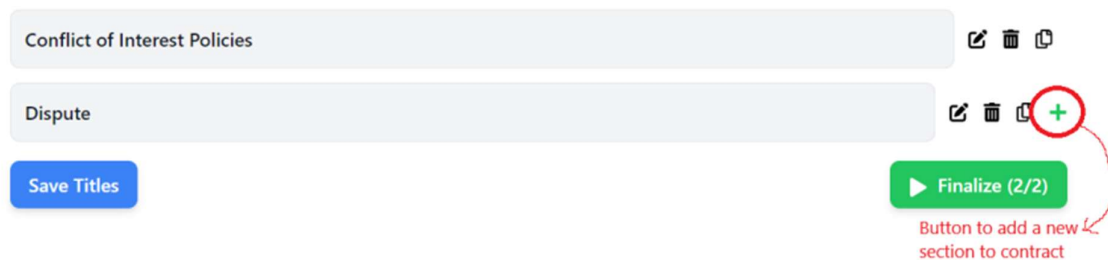 Conflict of Interest Policies
Dispute
Save Titles
Finalize (2/2)
Button to add a new
section to contract